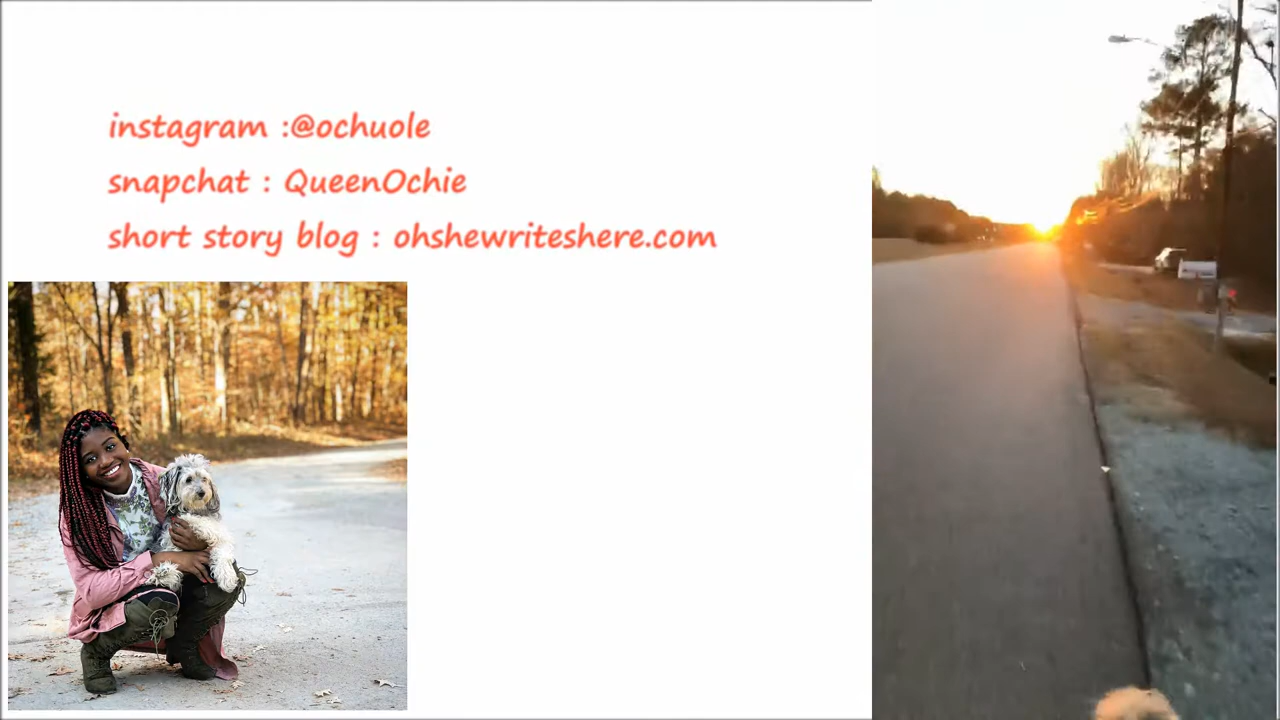 instagram :@ochuole
snapchat : QueenOchie
short story blog : ohshewriteshere.com